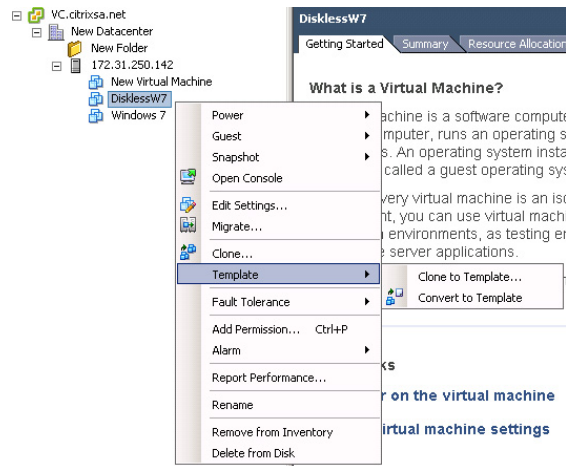 VC.citrixsa.net
New Datacenter
New Folder
172.31.250.142
New Virtual Machine
DisklessW7
Windows 7
DisklessW7
Getting Started Summary Resource Allocation
What is a Virtual Machine?
achine is a software compute
mputer, runs an operating s
s. An operating system insta
called a guest operating sys
very virtual machine is an iso
nt, you can use virtual machi
environments, as testing en
e server applications.
ks
r on the virtual machine
irtual machine settings
Power
Guest
Snapshot
Open Console
Edit Settings...
Migrate...
Clone...
Template
Fault Tolerance
Add Permission... Ctrl+P
Alarm
Report Performance...
Rename
Remove from Inventory
Delete from Disk
Clone to Template...
Convert to Template